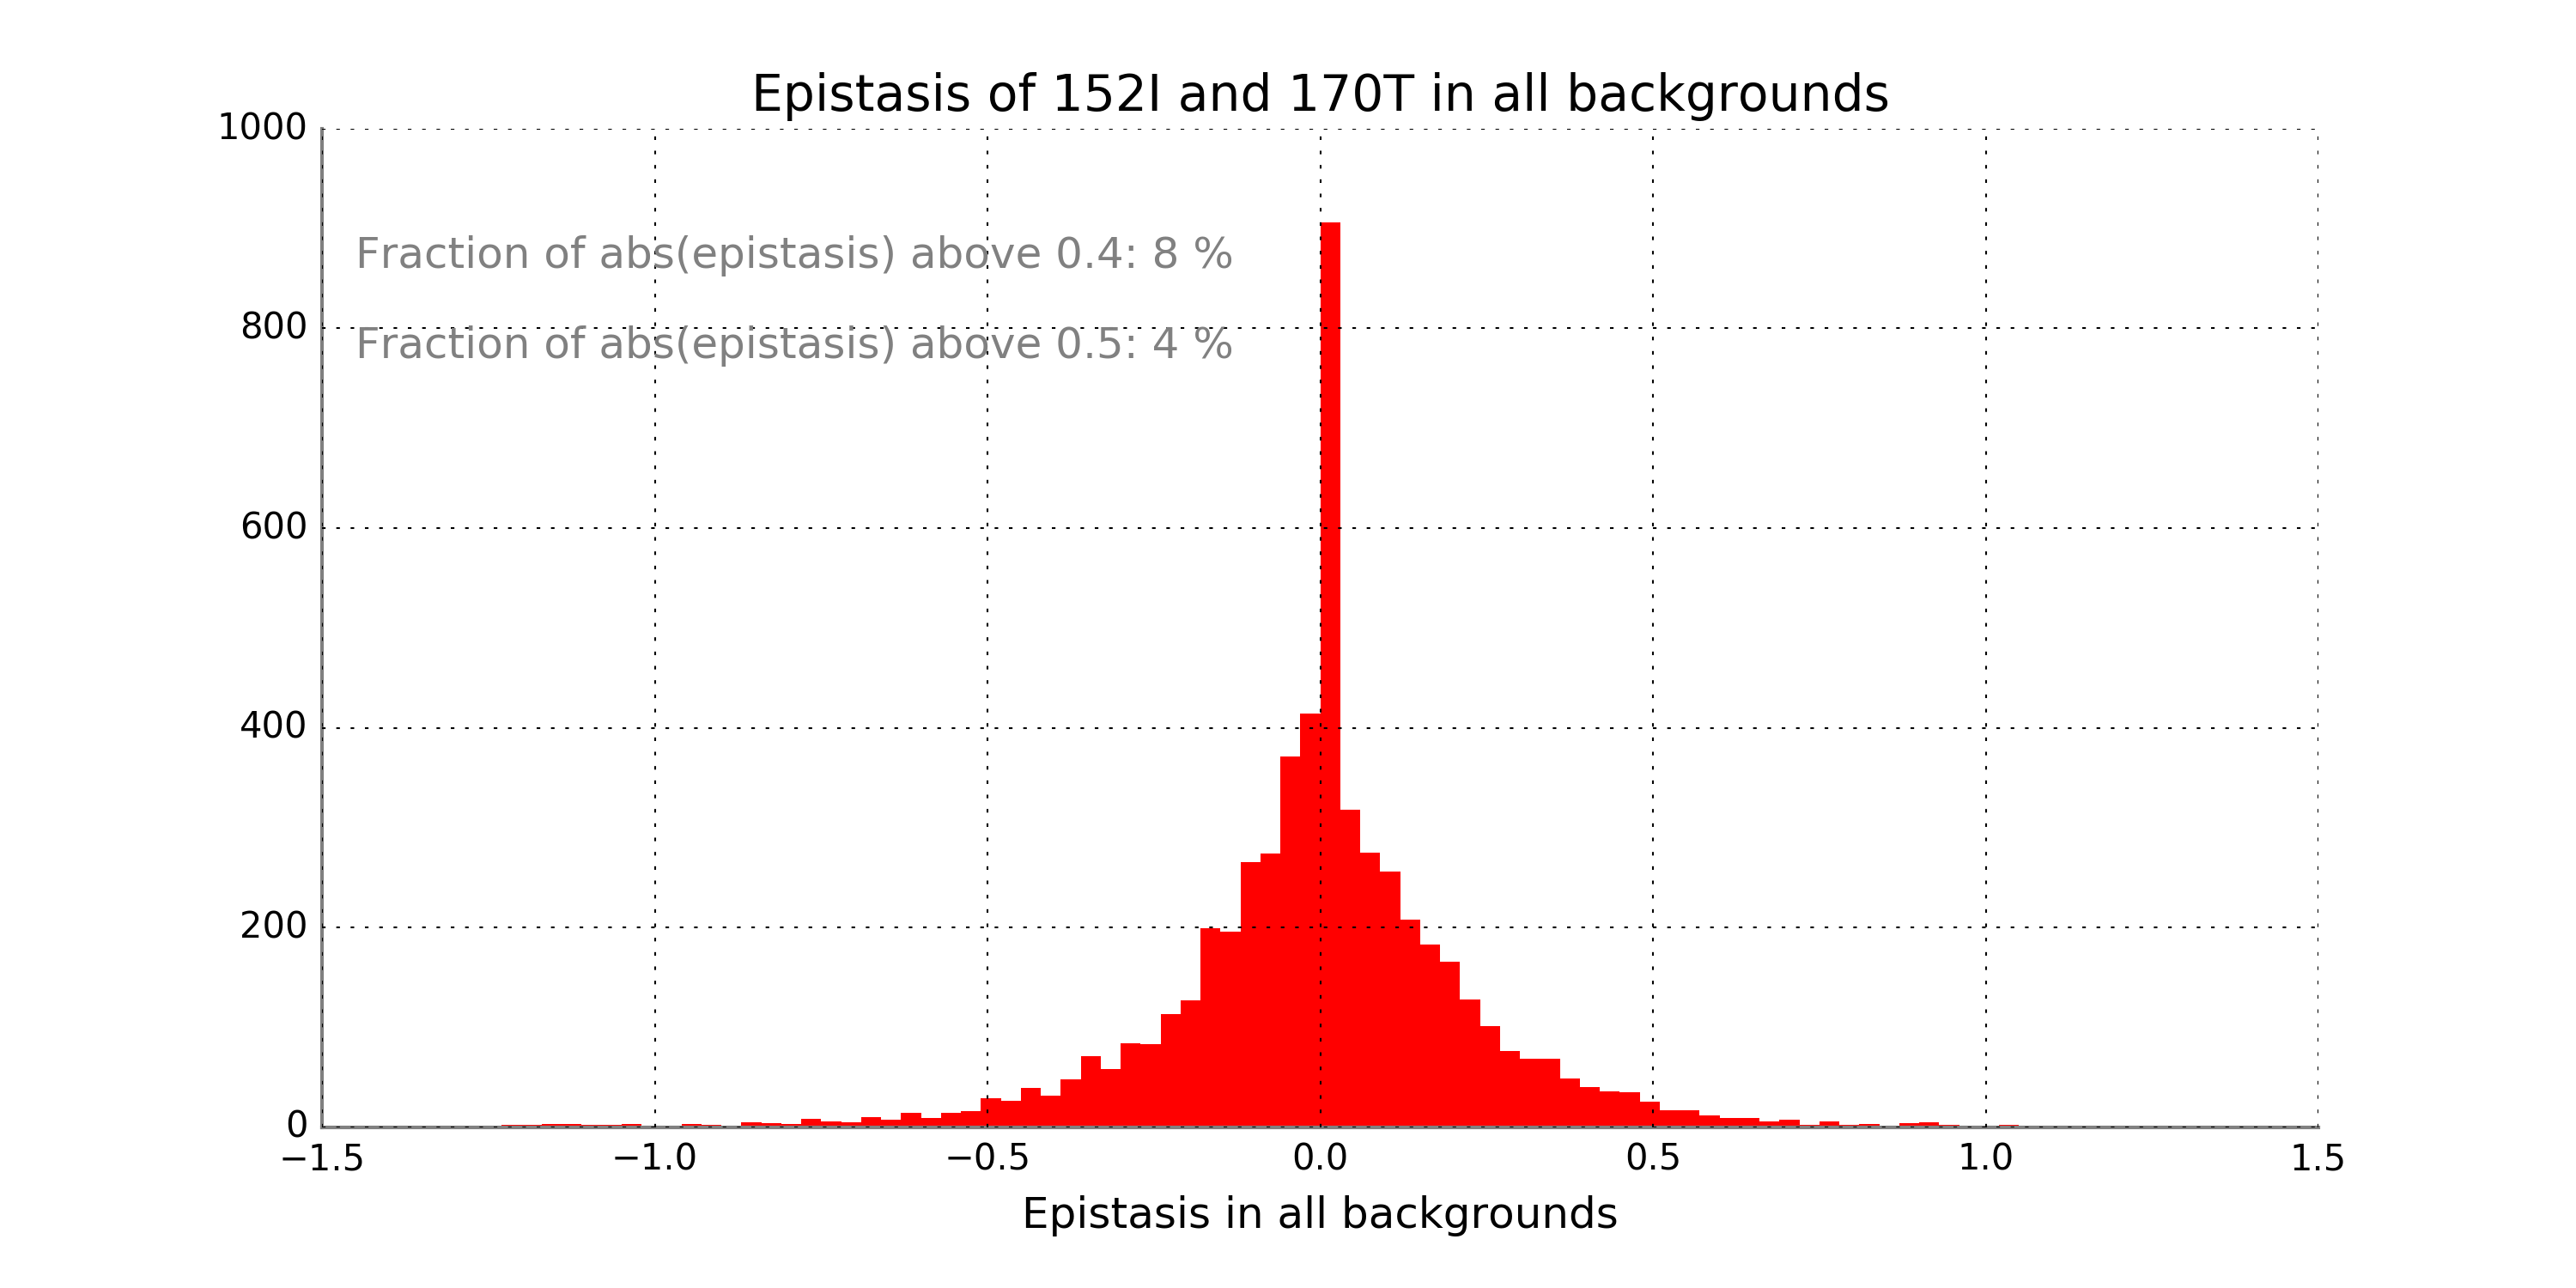 Epistasis of 152I and 170T in all backgrounds
1000
800
600
400
200
0
Fraction of abs(epistasis) above 0.4: 8 %
Fraction of abs(epistasis) above 0.5: 4 %
−1.5 −1.0 −0.5 0.0 0.5 1.0 1.5
Epistasis in all backgrounds